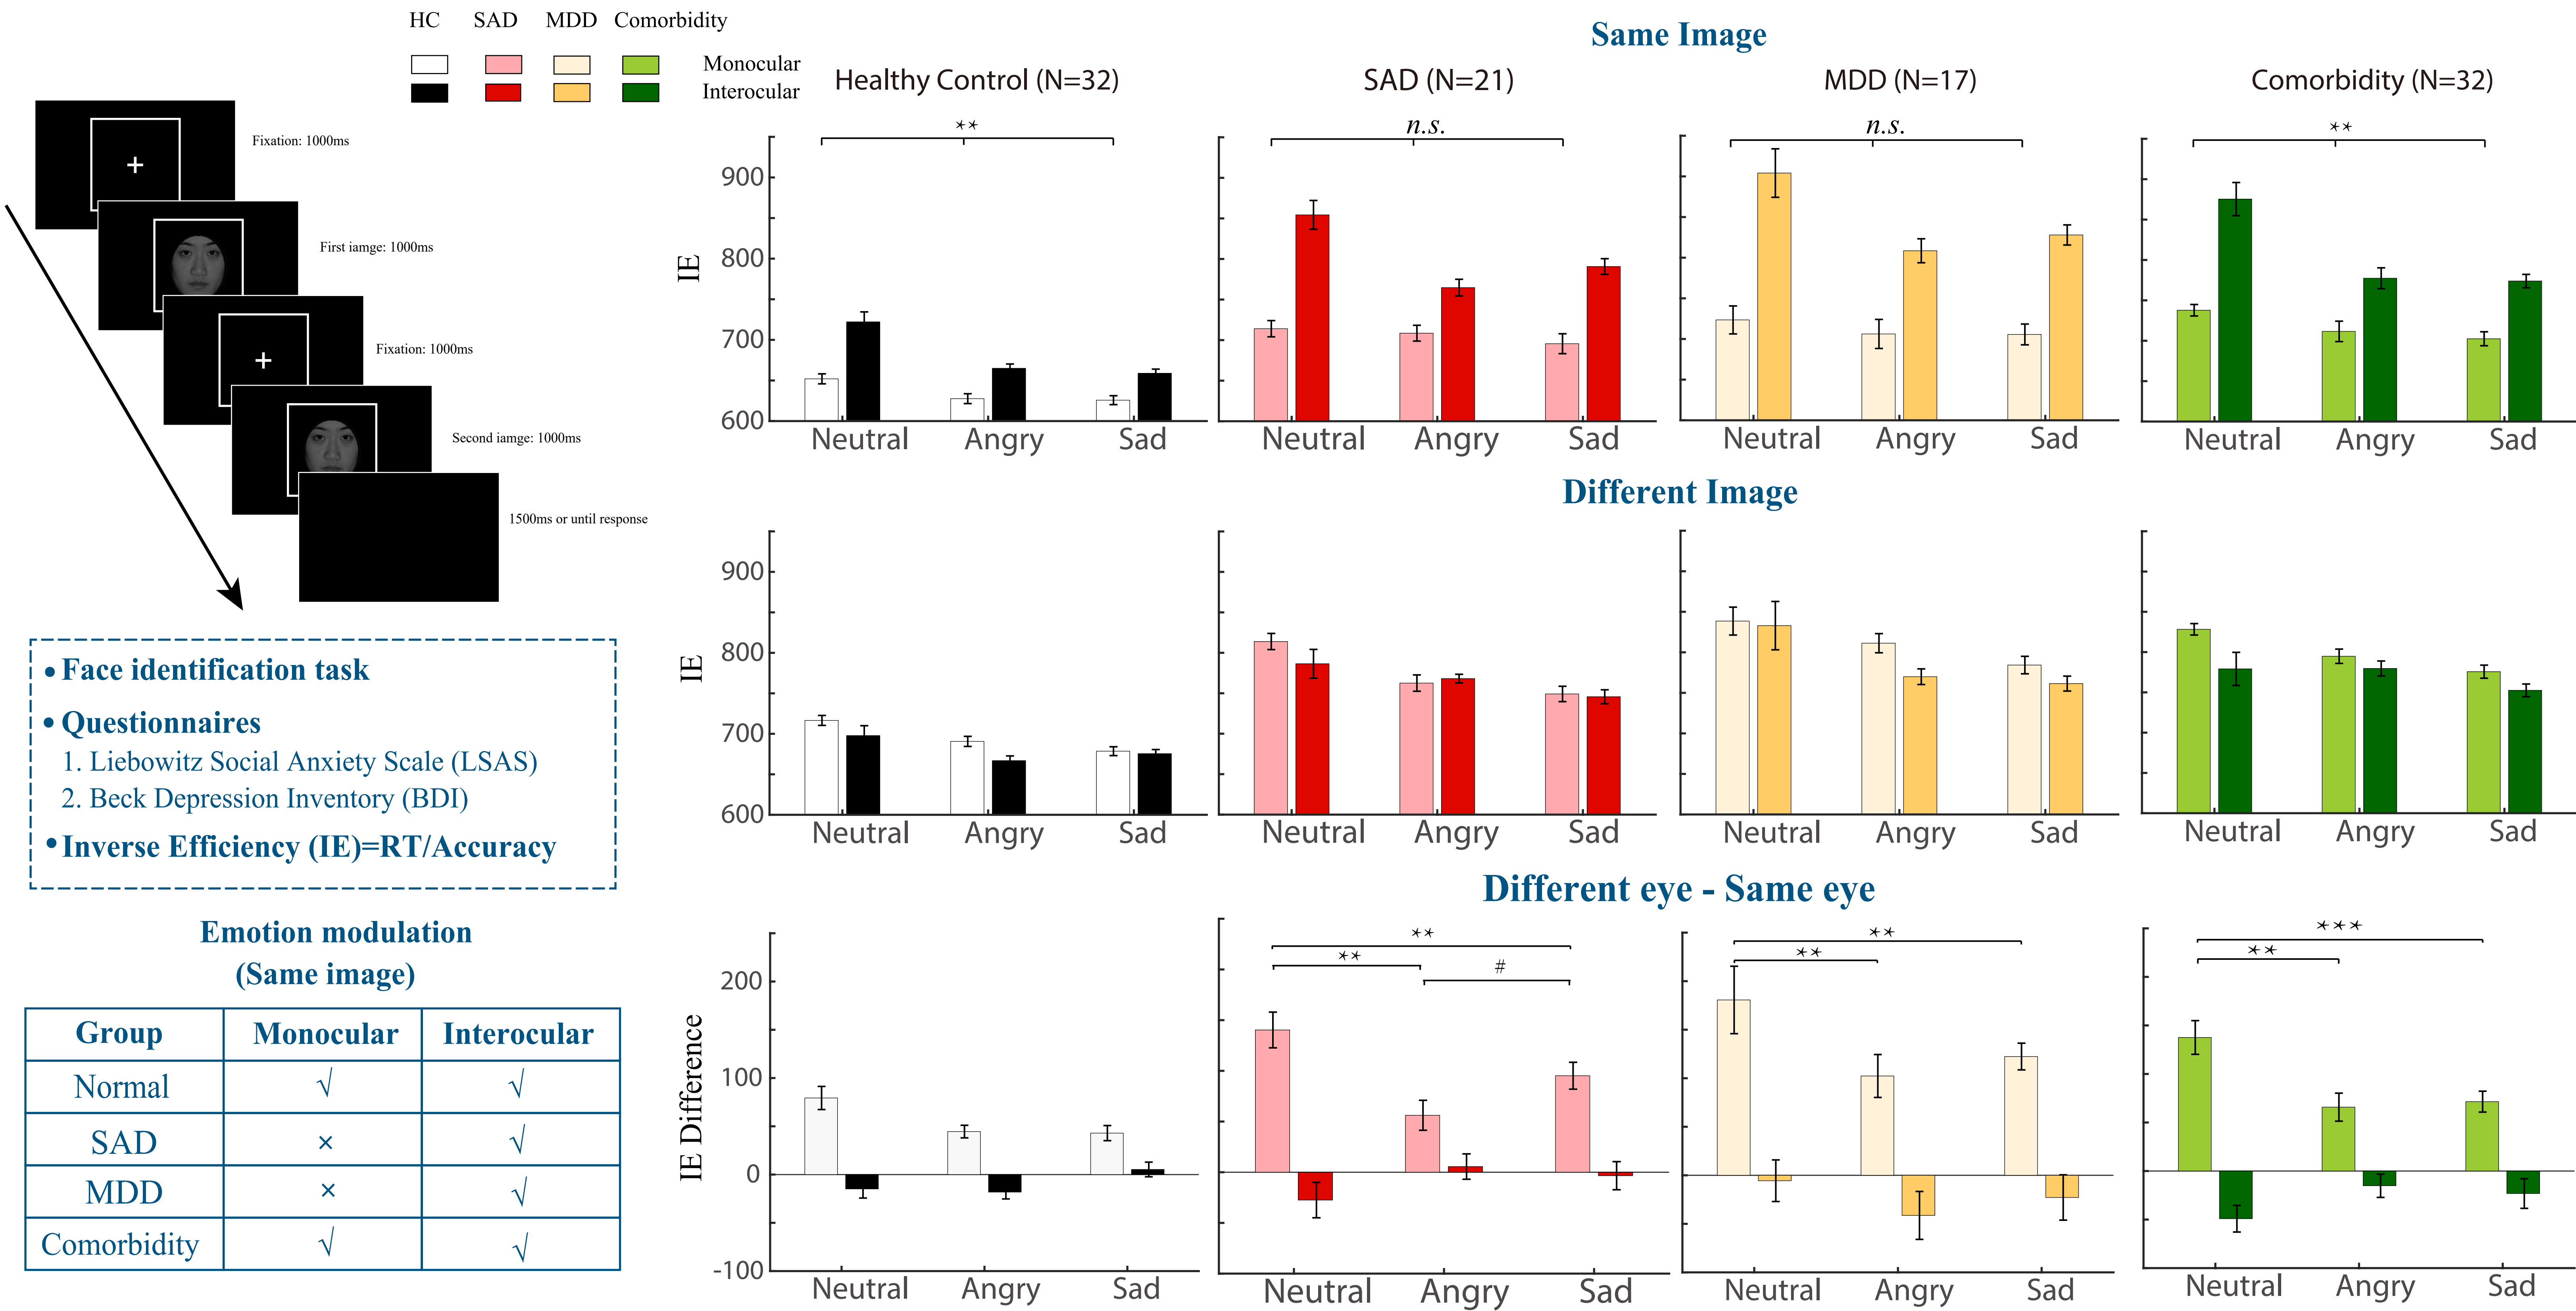 HC SAD MDD Comorbidity
Monocular
Interocular
Fixation: 1000ms
First iamge: 1000ms
Fixation: 1000ms
Second iamge: 1000ms
1500ms or until response
• Face identification task
• Questionnaires
1. Liebowitz Social Anxiety Scale (LSAS)
2. Beck Depression Inventory (BDI)
• Inverse Efficiency (IE)=RT/Accuracy
Emotion modulation
(Same image)
Group Monocular Interocular
Normal √ √
SAD × √
MDD × √
Comorbidity √ √
Same Image
Healthy Control (N=32) SAD (N=21) MDD (N=17) Comorbidity (N=32)
** n.s. n.s. **
IE
900
800
700
600
Neutral Angry Sad Neutral Angry Sad Neutral Angry Sad Neutral Angry Sad
Different Image
IE
900
800
700
600
Neutral Angry Sad Neutral Angry Sad Neutral Angry Sad Neutral Angry Sad
Different eye - Same eye
** ** ***
** # ** **
IE Difference
200
100
0
-100
Neutral Angry Sad Neutral Angry Sad Neutral Angry Sad Neutral Angry Sad